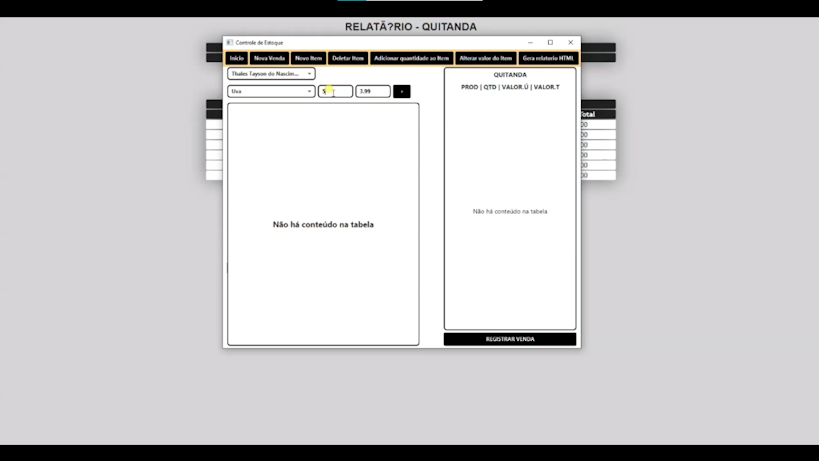 RELATÃ?RIO - QUITANDA
Controle de Estoque
Início
Nova Venda
Novo Item
Deletar Item
Adicionar quantidade ao Item
Alterar valor do Item
Gera relatorio HTML
Thales Tayson do Nascim...
QUITANDA
PROD | QTD | VALOR.U | VALOR.T
Uva
5
3.99
Total
00
00
00
00
00
00
Não há conteúdo na tabela
Não há conteúdo na tabela
REGISTRAR VENDA